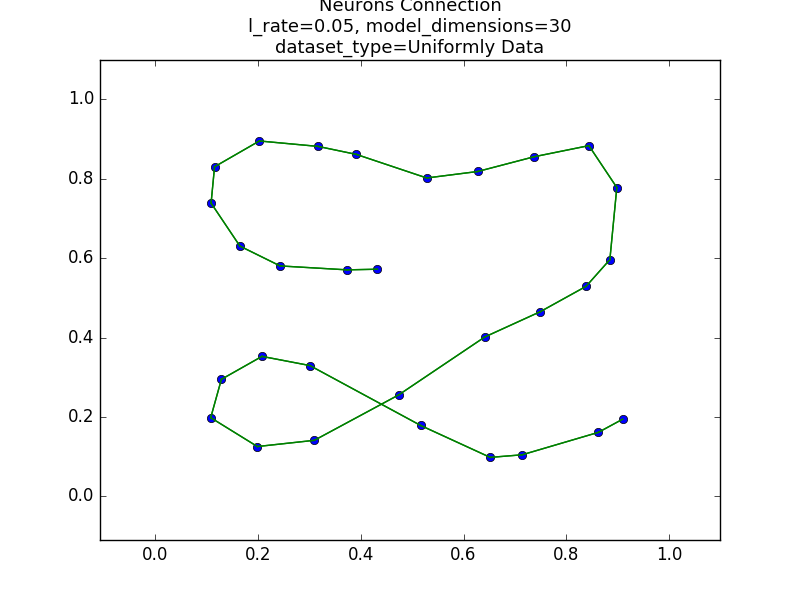 Neurons Connection
l_rate=0.05, model_dimensions=30
dataset_type=Uniformly Data
1.0
0.8
0.6
0.4
0.2
0.0
0.0 0.2 0.4 0.6 0.8 1.0